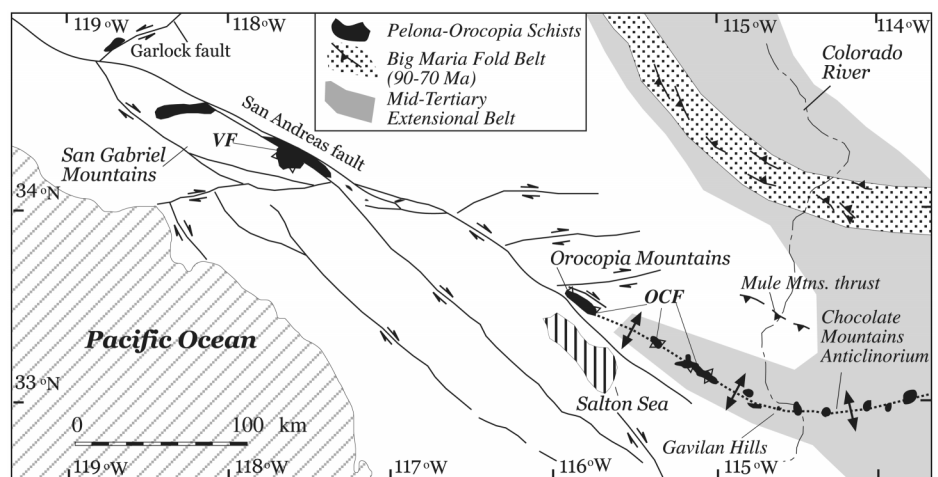 119°W
118°W
115°W
114°W
Garlock fault
Pelona-Orocopia Schists
Big Maria Fold Belt
(90-70 Ma)
Mid-Tertiary
Extensional Belt
Colorado
River
San Andreas fault
VF
San Gabriel
Mountains
34°N
Orocopia Mountains
OCF
Mule Mtns. thrust
Chocolate
Mountains
Anticlinorium
Pacific Ocean
33°N
Salton Sea
0 100 km
Gavilan Hills
119°W
118°W
117°W
116°W
115°W